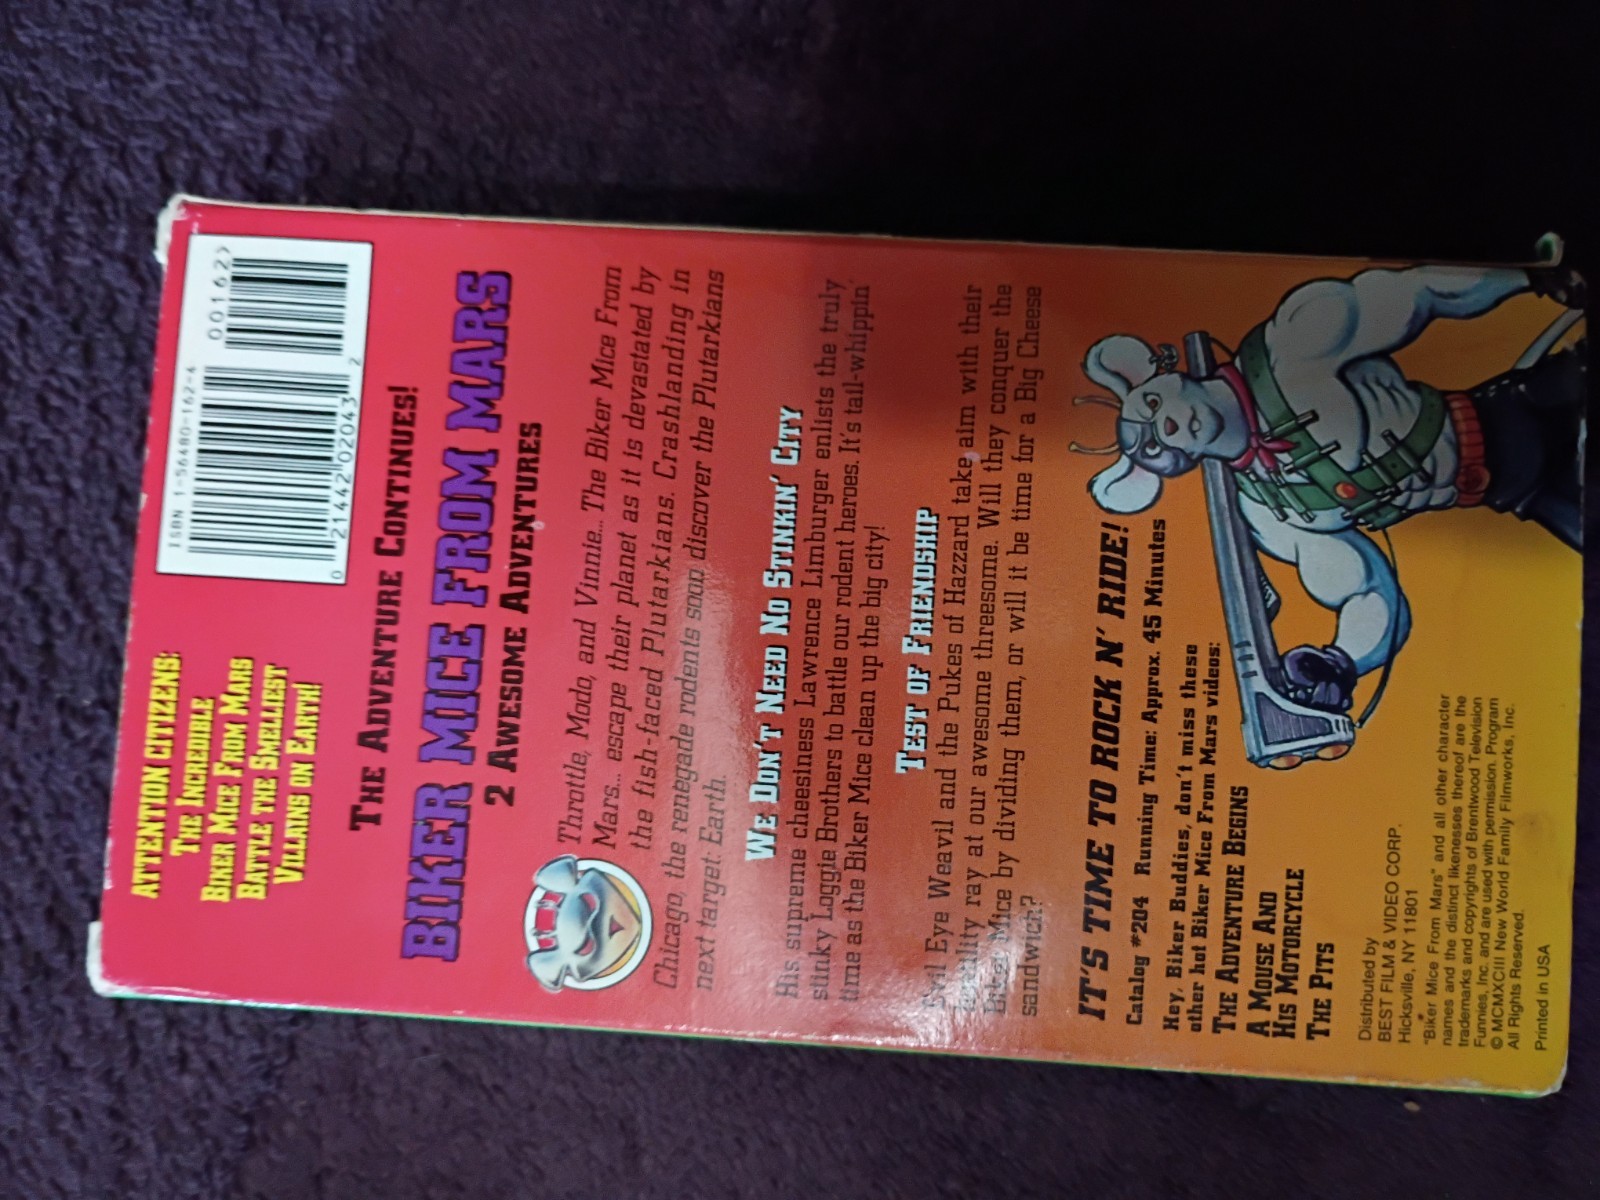 ATTENTION CITIZENS:
THE INCREDIBLE
BIKER MICE FROM MARS
BATTLE THE SMELLIEST
VILLAINS ON EARTH!
ISBN 1-56480-162-4
00162>
0 21442 02043 2
THE ADVENTURE CONTINUES!
BIKER MICE FROM MARS
2 AWESOME ADVENTURES
Throttle, Modo, and Vinnie... The Biker Mice From
Mars... escape their planet as it is devastated by
the fish-faced Plutarkians. Crashlanding in
Chicago, the renegade rodents soon discover the Plutarkians
next target: Earth.
WE DON'T NEED NO STINKIN' CITY
His supreme cheesiness Lawrence Limburger enlists the truly
stinky Loggie Brothers to battle our rodent heroes. It's tail-whippin'
time as the Biker Mice clean up the big city!
TEST OF FRIENDSHIP
Evil Eye Weavil and the Pukes of Hazzard take aim with their
hostility ray at our awesome threesome. Will they conquer the
Biker Mice by dividing them, or will it be time for a Big Cheese
sandwich?
IT'S TIME TO ROCK N' RIDE!
Catalog #204 Running Time: Approx. 45 Minutes
Hey, Biker Buddies, don't miss these
other hot Biker Mice From Mars videos:
THE ADVENTURE BEGINS
A MOUSE AND
HIS MOTORCYCLE
THE PITS
Distributed by
BEST FILM & VIDEO CORP.
Hicksville, NY 11801
"Biker Mice From Mars" and all other character
names and the distinct likenesses thereof are the
trademarks and copyrights of Brentwood Television
Funnies, Inc. and are used with permission. Program
© MCMXCIII New World Family Filmworks, Inc.
All Rights Reserved.
Printed in USA